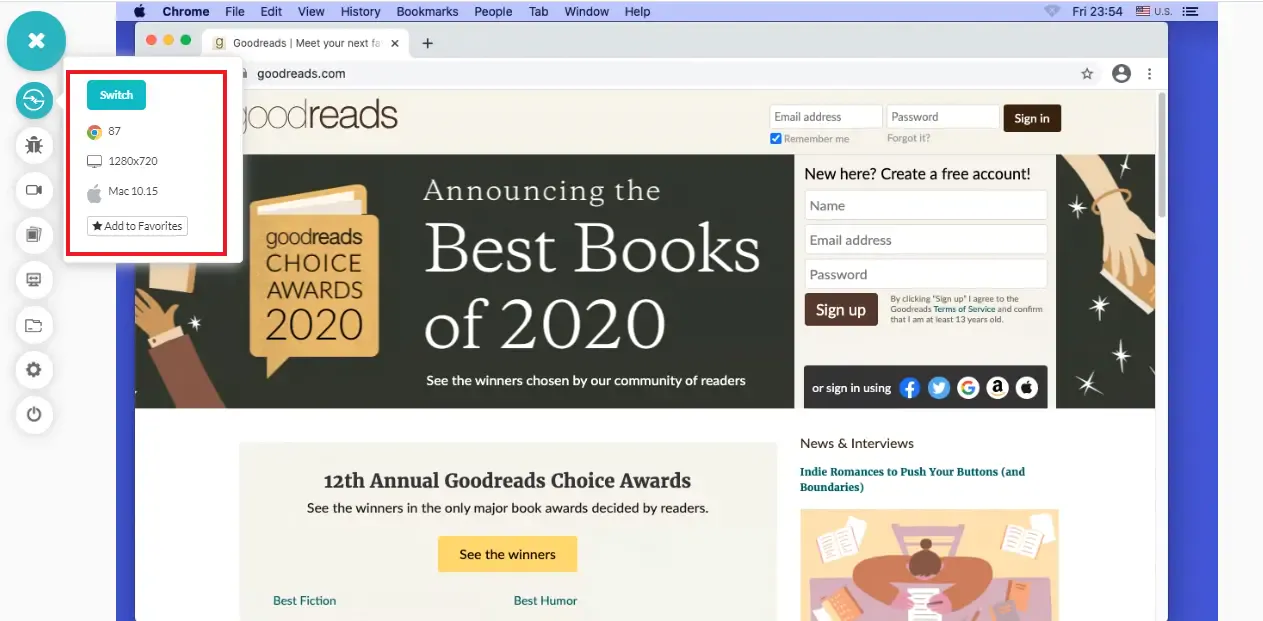 Chrome File Edit View History Bookmarks People Tab Window Help Fri 23:54 U.S.
g Goodreads | Meet your next fa
goodreads.com
Switch
87
1280x720
Mac 10.15
Add to Favorites
goodreads
Email address Password Sign in
Remember me Forgot it?
goodreads
CHOICE
AWARDS
2020
Announcing the
Best Books
of 2020
See the winners chosen by our community of readers
New here? Create a free account!
Name
Email address
Password
Sign up
By clicking "Sign up" I agree to the
Goodreads Terms of Service and confirm
that I am at least 13 years old.
or sign in using
12th Annual Goodreads Choice Awards
See the winners in the only major book awards decided by readers.
See the winners
Best Fiction Best Humor
News & Interviews
Indie Romances to Push Your Buttons (and
Boundaries)